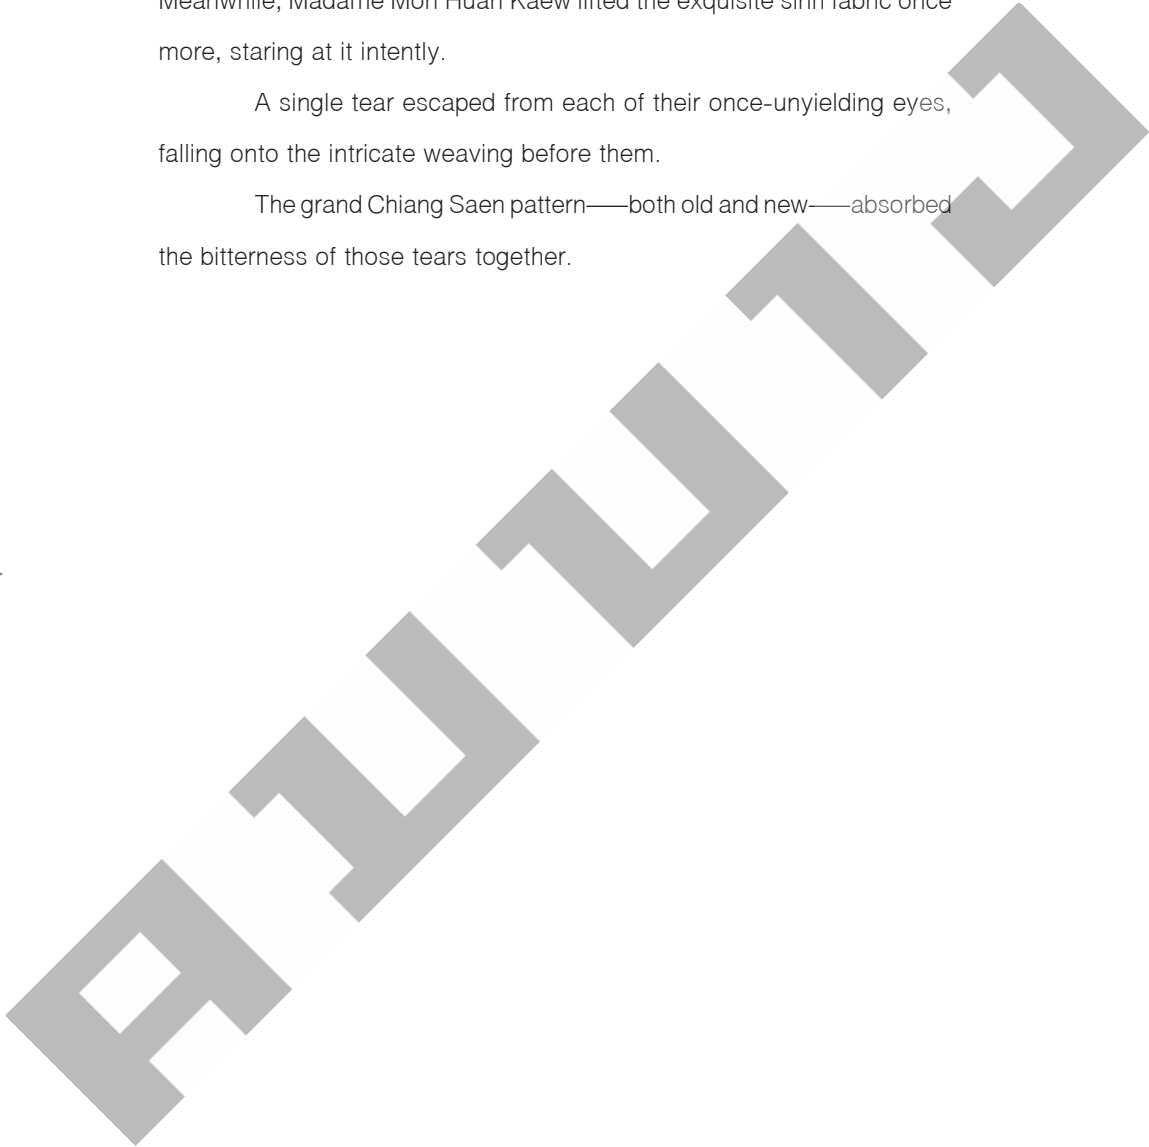 Meanwhile, Madame Mon Huan Kaew lifted the exquisite sinh fabric once
more, staring at it intently.
A single tear escaped from each of their once-unyielding eyes,
falling onto the intricate weaving before them.
The grand Chiang Saen pattern——both old and new-——absorbed
the bitterness of those tears together.